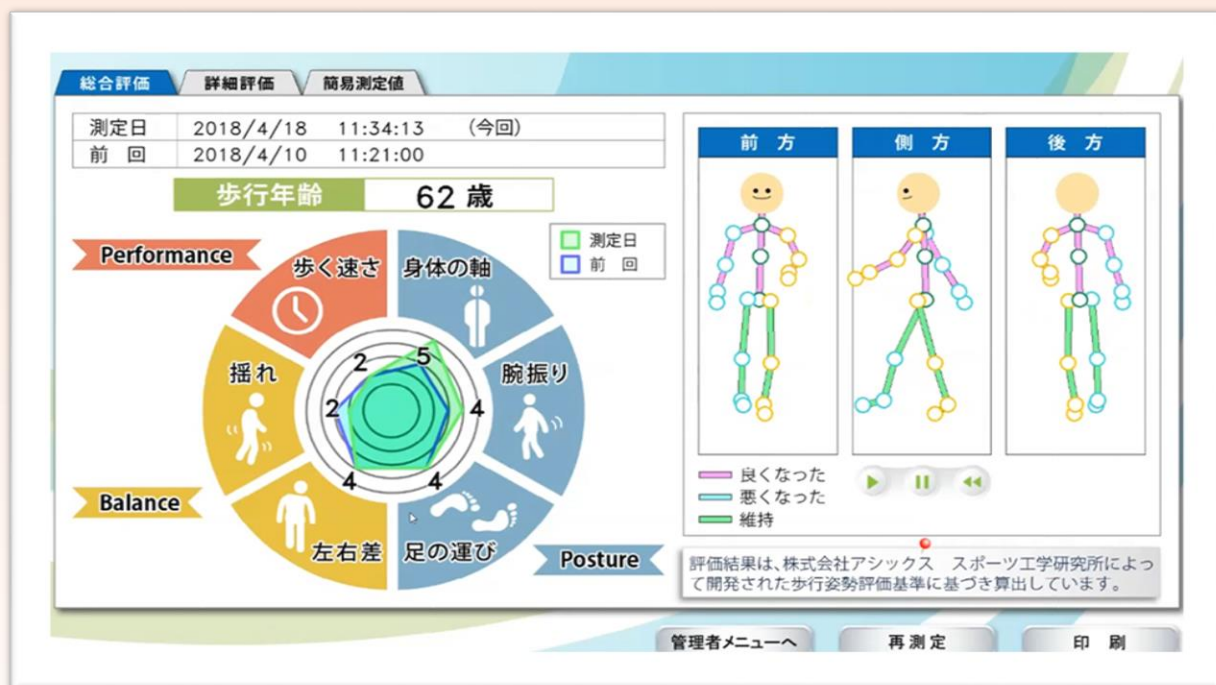 総合評価
詳細評価
簡易測定値
測定日 2018/4/18 11:34:13 (今回)
前 回 2018/4/10 11:21:00
歩行年齢 62 歳
測定日
前 回
Performance
歩く速さ
身体の軸
揺れ
腕振り
2
5
2
4
4
4
Balance
左右差
足の運び
Posture
前 方
側 方
後 方
良くなった
悪くなった
維持
評価結果は、株式会社アシックス スポーツ工学研究所によっ
て開発された歩行姿勢評価基準に基づき算出しています。
管理者メニューへ
再測定
印 刷